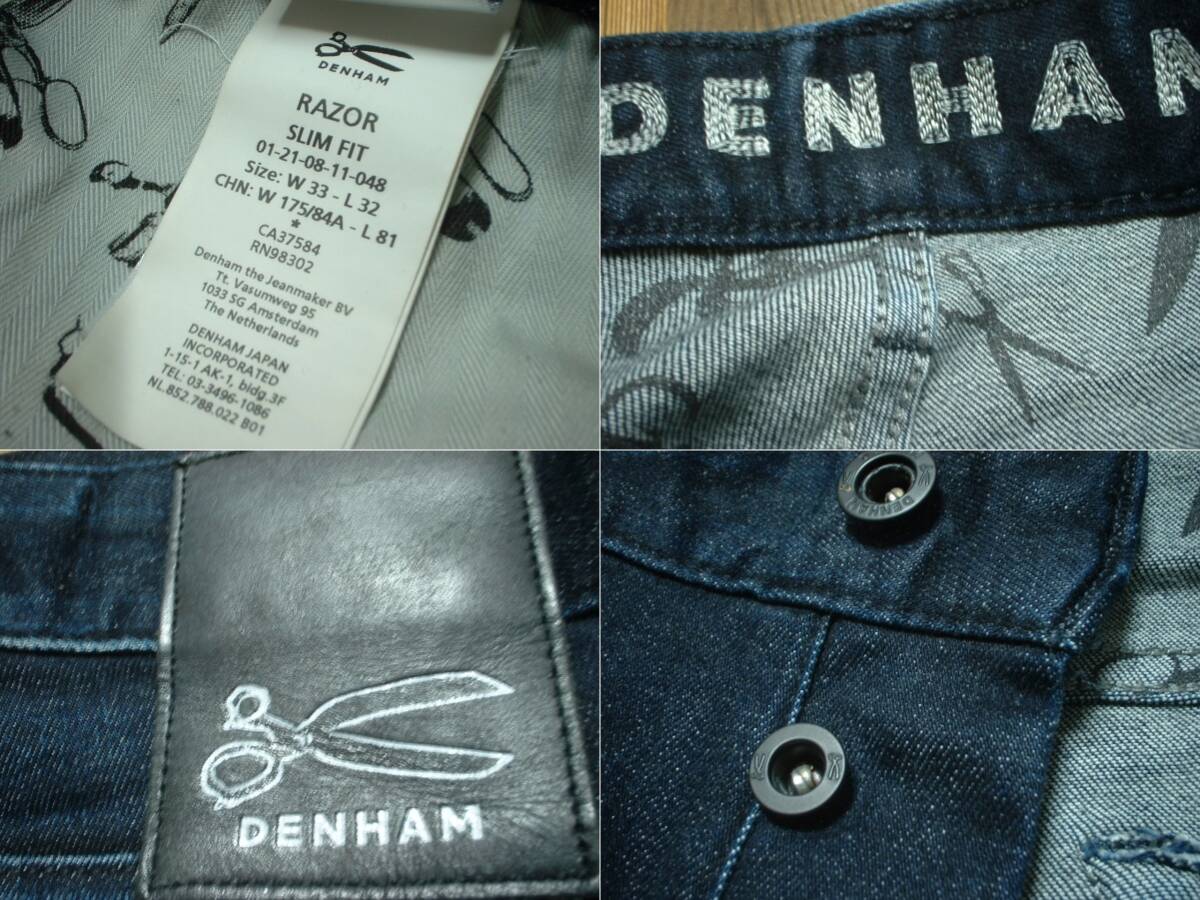 DENHAM
RAZOR
SLIM FIT
01-21-08-11-048
Size: W 33 - L 32
CHN: W 175/84A - L 81
*
CA37584
RN98302
Denham the Jeanmaker BV
Tt. Vasumweg 95
1033 SG Amsterdam
The Netherlands
DENHAM JAPAN
INCORPORATED
1-15-1 AK-1, bldg.3F
TEL: 03-3496-1086
NL.852.788.022 B01
DENHAM
DENHAM
DENHAM